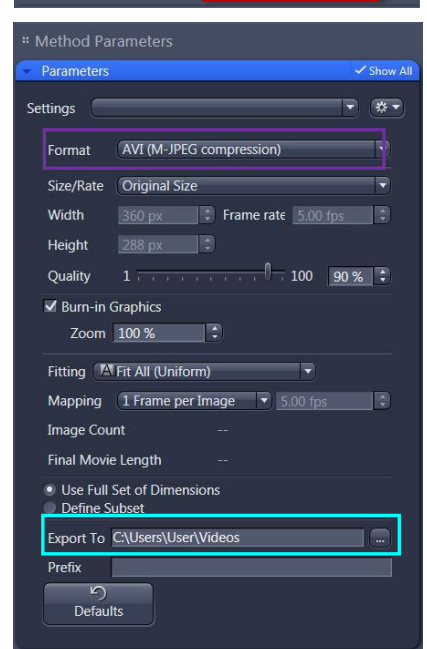 Method Parameters
Parameters Show All
Settings
Format AVI (M-JPEG compression)
Size/Rate Original Size
Width 360 px Frame rate 5.00 fps
Height 288 px
Quality 1 100 90 %
Burn-in Graphics
Zoom 100 %
Fitting Fit All (Uniform)
Mapping 1 Frame per Image 5.00 fps
Image Count --
Final Movie Length --
Use Full Set of Dimensions
Define Subset
Export To C:\Users\User\Videos ...
Prefix
Defaults